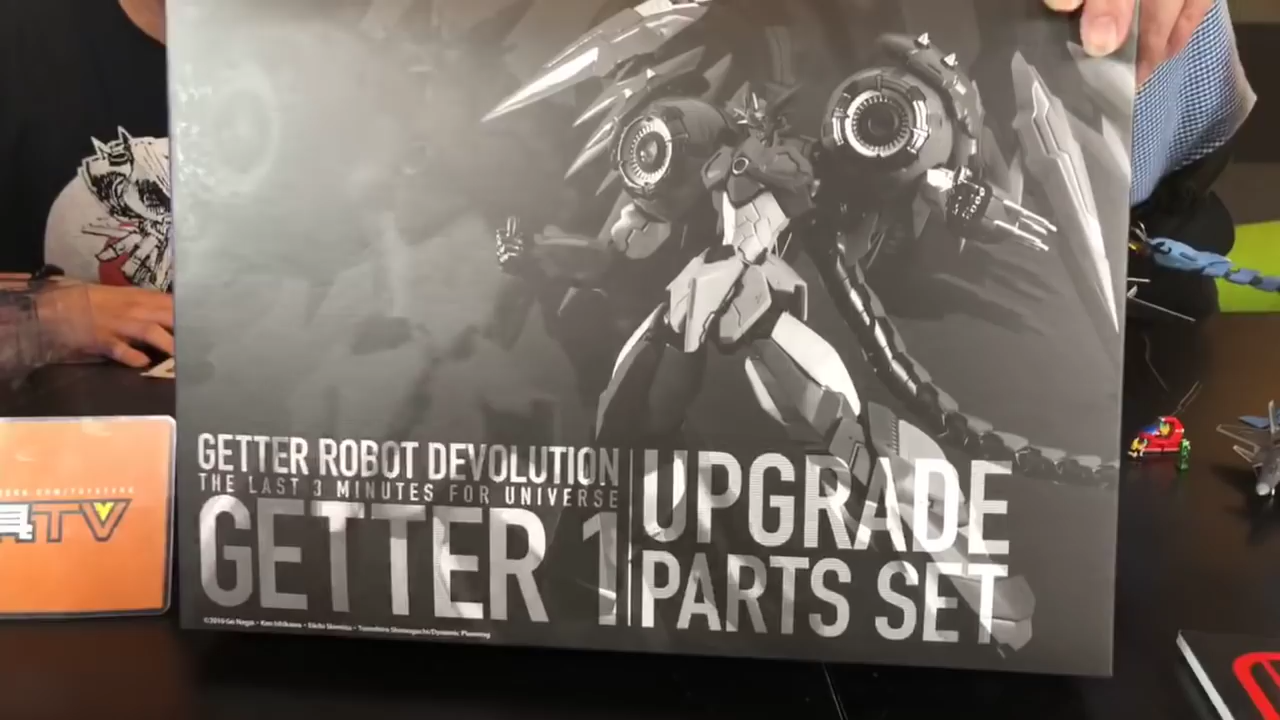 GETTER ROBOT DEVOLUTION
THE LAST 3 MINUTES FOR UNIVERSE
GETTER 1
UPGRADE
PARTS SET
TV